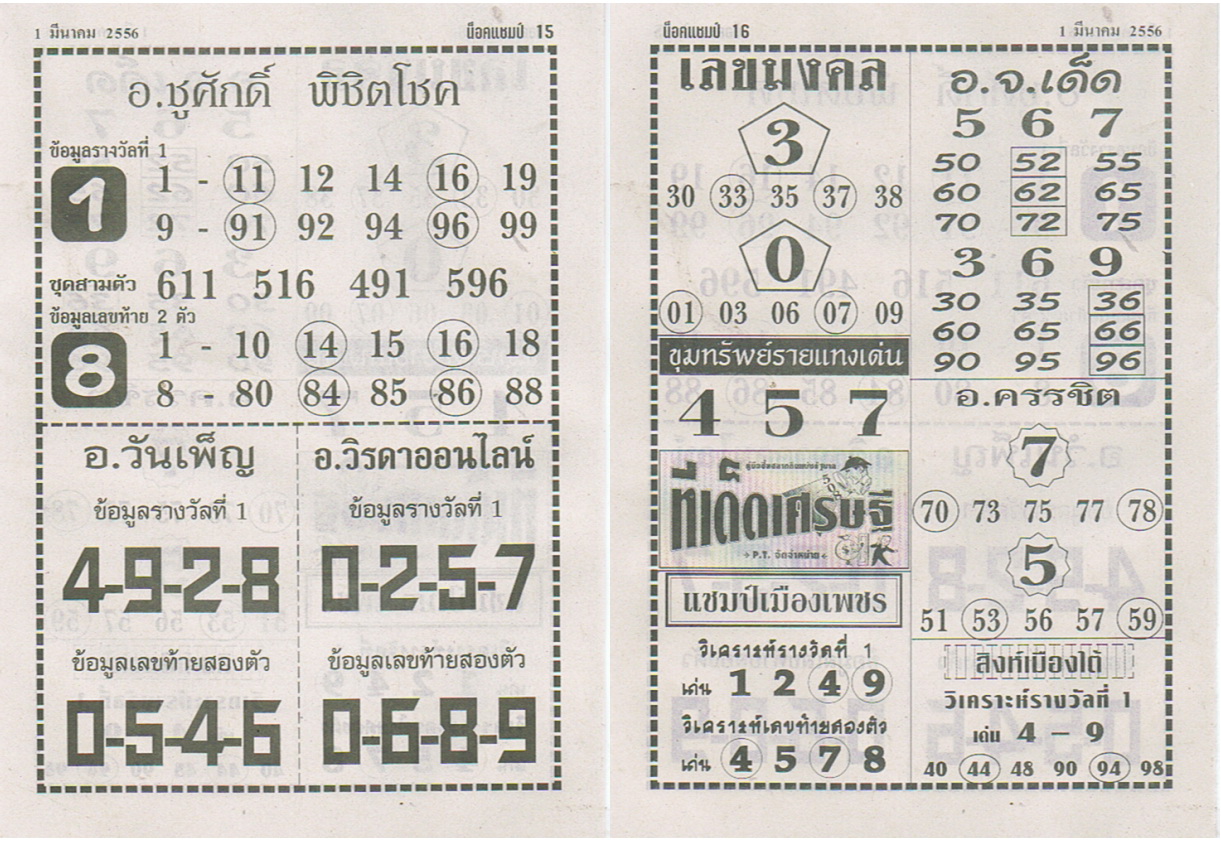 1 มีนาคม 2556
น็อคแชมป์ 15
อ.ชูศักดิ์ พิชิตโชค
ข้อมูลรางวัลที่ 1
1
1 - 11 12 14 16 19
9 - 91 92 94 96 99
ชุดสามตัว 611 516 491 596
ข้อมูลเลขท้าย 2 ตัว
8
1 - 10 14 15 16 18
8 - 80 84 85 86 88
อ.วันเพ็ญ
ข้อมูลรางวัลที่ 1
4-9-2-8
ข้อมูลเลขท้ายสองตัว
0-5-4-6
อ.วิรดาออนไลน์
ข้อมูลรางวัลที่ 1
0-2-5-7
ข้อมูลเลขท้ายสองตัว
0-6-8-9
น็อคแชมป์ 16
1 มีนาคม 2556
เลขมงคล
3
30 33 35 37 38
0
01 03 06 07 09
ขุมทรัพย์รายแทงเด่น
4 5 7
ทีเด็ดเศรษฐี
P.T. จัดจำหน่าย
แชมป์เมืองเพชร
วิเคราะห์รางวัลที่ 1
เด่น 1 2 4 9
วิเคราะห์เลขท้ายสองตัว
เด่น 4 5 7 8
อ.จ.เด็ด
5 6 7
50 52 55
60 62 65
70 72 75
3 6 9
30 35 36
60 65 66
90 95 96
อ.ครรชิต
7
70 73 75 77 78
5
51 53 56 57 59
สิงห์เมืองใต้
วิเคราะห์รางวัลที่ 1
เด่น 4 - 9
40 44 48 90 94 98